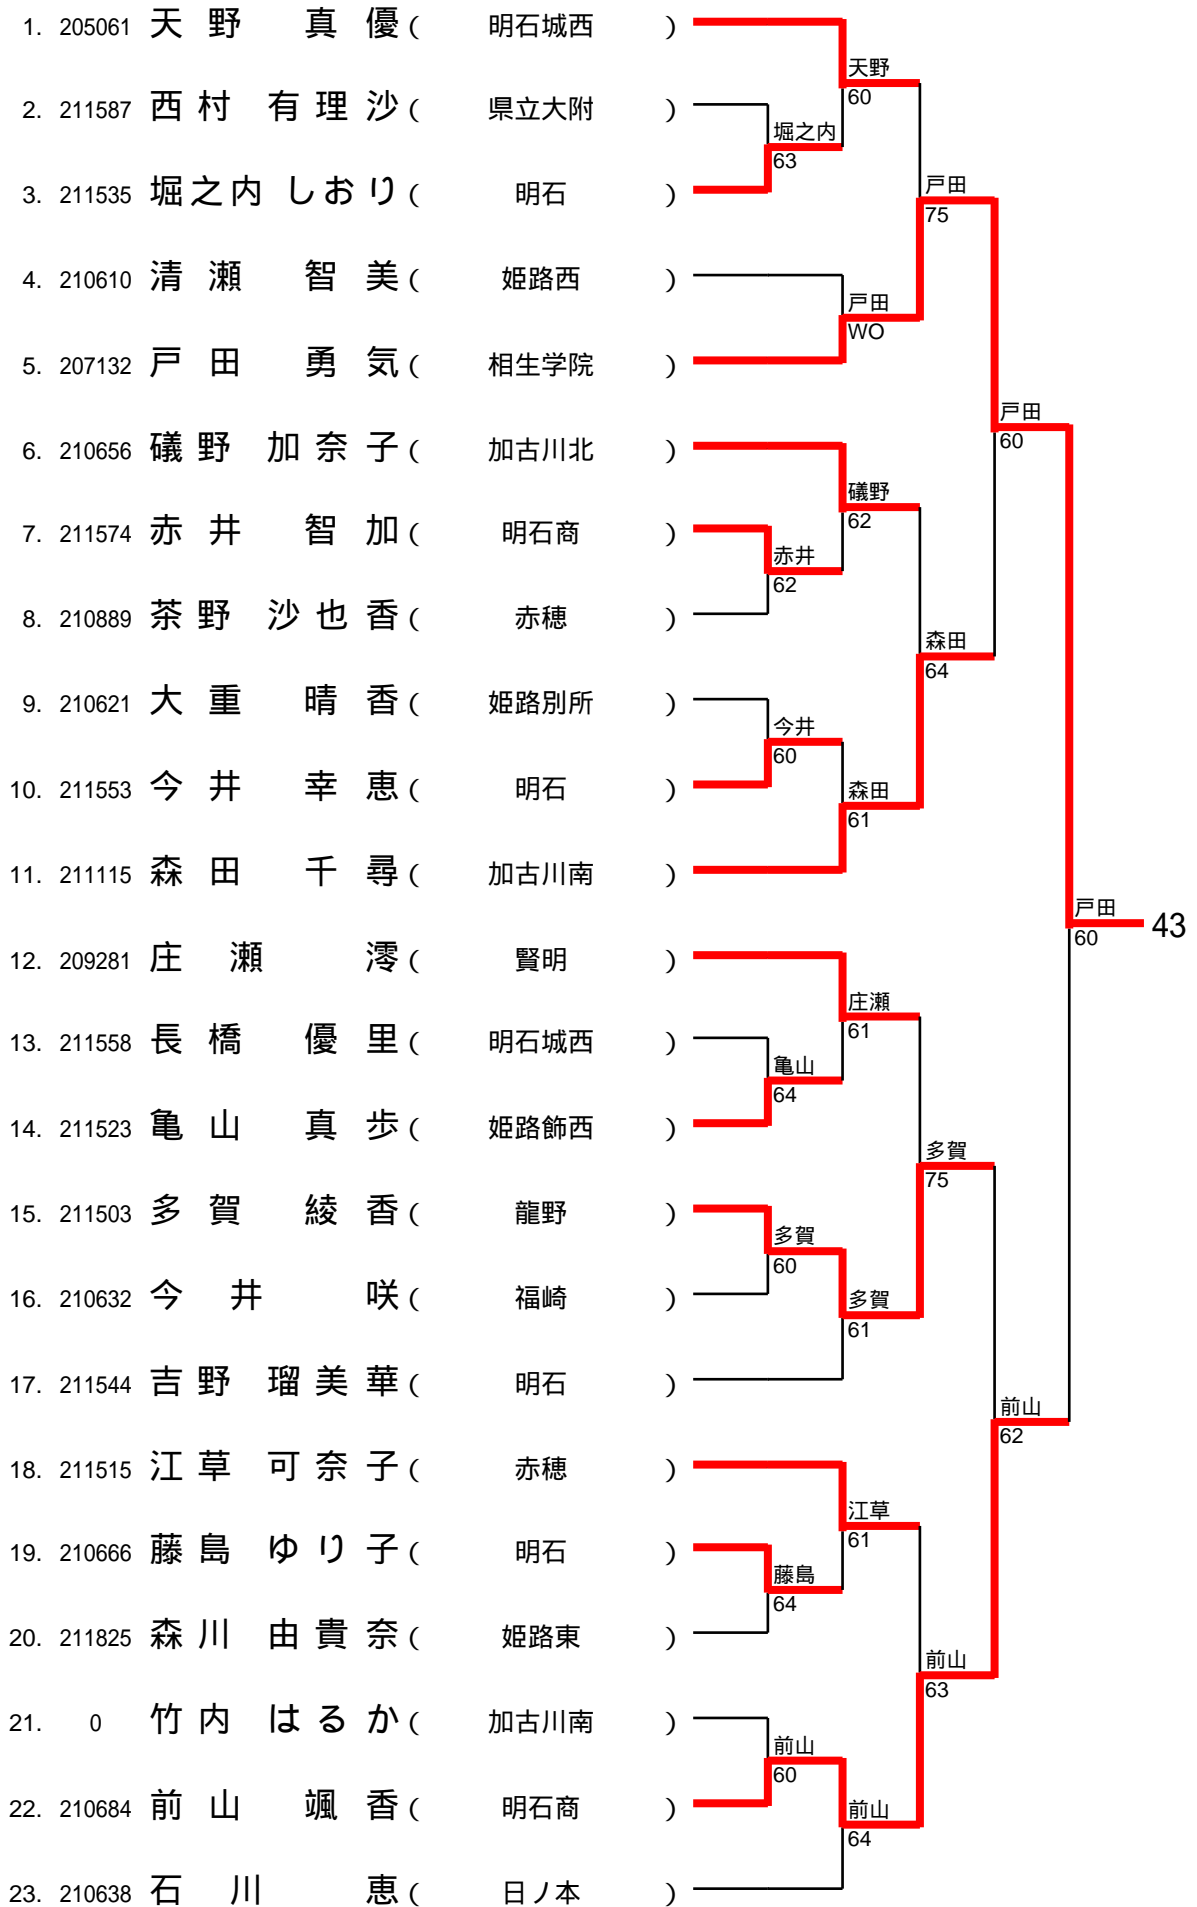 1. 205061 天野 真優 ( 明石城西 )
天野
60
2. 211587 西村 有理沙 ( 県立大附 )
堀之内
63
3. 211535 堀之内 しおり ( 明石 )
戸田
75
4. 210610 清瀬 智美 ( 姫路西 )
戸田
WO
5. 207132 戸田 勇気 ( 相生学院 )
戸田
60
6. 210656 礒野 加奈子 ( 加古川北 )
礒野
62
7. 211574 赤井 智加 ( 明石商 )
赤井
62
8. 210889 茶野 沙也香 ( 赤穂 )
森田
64
9. 210621 大重 晴香 ( 姫路別所 )
今井
60
10. 211553 今井 幸恵 ( 明石 )
森田
61
11. 211115 森田 千尋 ( 加古川南 )
戸田 43
60
12. 209281 庄瀬 澪 ( 賢明 )
庄瀬
61
13. 211558 長橋 優里 ( 明石城西 )
亀山
64
14. 211523 亀山 真歩 ( 姫路飾西 )
多賀
75
15. 211503 多賀 綾香 ( 龍野 )
多賀
60
16. 210632 今井 咲 ( 福崎 )
多賀
61
17. 211544 吉野 瑠美華 ( 明石 )
前山
62
18. 211515 江草 可奈子 ( 赤穂 )
江草
61
19. 210666 藤島 ゆり子 ( 明石 )
藤島
64
20. 211825 森川 由貴奈 ( 姫路東 )
前山
63
21. 0 竹内 はるか ( 加古川南 )
前山
60
22. 210684 前山 颯香 ( 明石商 )
前山
64
23. 210638 石川 恵 ( 日ノ本 )